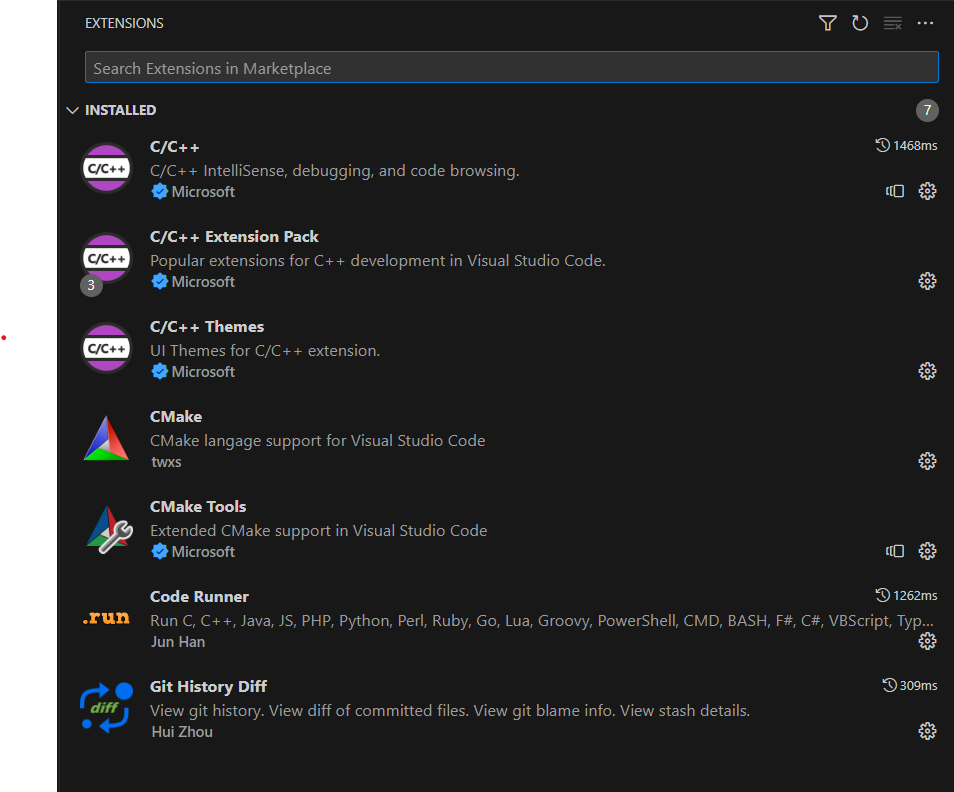 EXTENSIONS
Search Extensions in Marketplace
INSTALLED 7
C/C++
C/C++ 1468ms
C/C++ IntelliSense, debugging, and code browsing.
Microsoft
C/C++
3
C/C++ Extension Pack
Popular extensions for C++ development in Visual Studio Code.
Microsoft
C/C++
C/C++ Themes
UI Themes for C/C++ extension.
Microsoft
CMake
CMake langage support for Visual Studio Code
twxs
CMake Tools
Extended CMake support in Visual Studio Code
Microsoft
.run
Code Runner 1262ms
Run C, C++, Java, JS, PHP, Python, Perl, Ruby, Go, Lua, Groovy, PowerShell, CMD, BASH, F#, C#, VBScript, Typ...
Jun Han
diff
Git History Diff 309ms
View git history. View diff of committed files. View git blame info. View stash details.
Hui Zhou